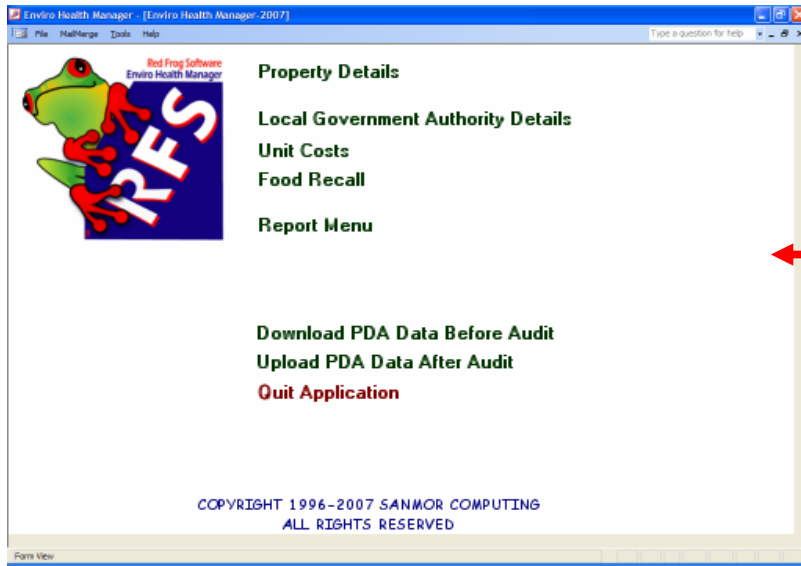 Enviro Health Manager - [Enviro Health Manager-2007]
File MailMerge Tools Help
Type a question for help
Red Frog Software
Enviro Health Manager
RFS
Property Details
Local Government Authority Details
Unit Costs
Food Recall
Report Menu
Download PDA Data Before Audit
Upload PDA Data After Audit
Quit Application
COPYRIGHT 1996-2007 SANMOR COMPUTING
ALL RIGHTS RESERVED
Form View